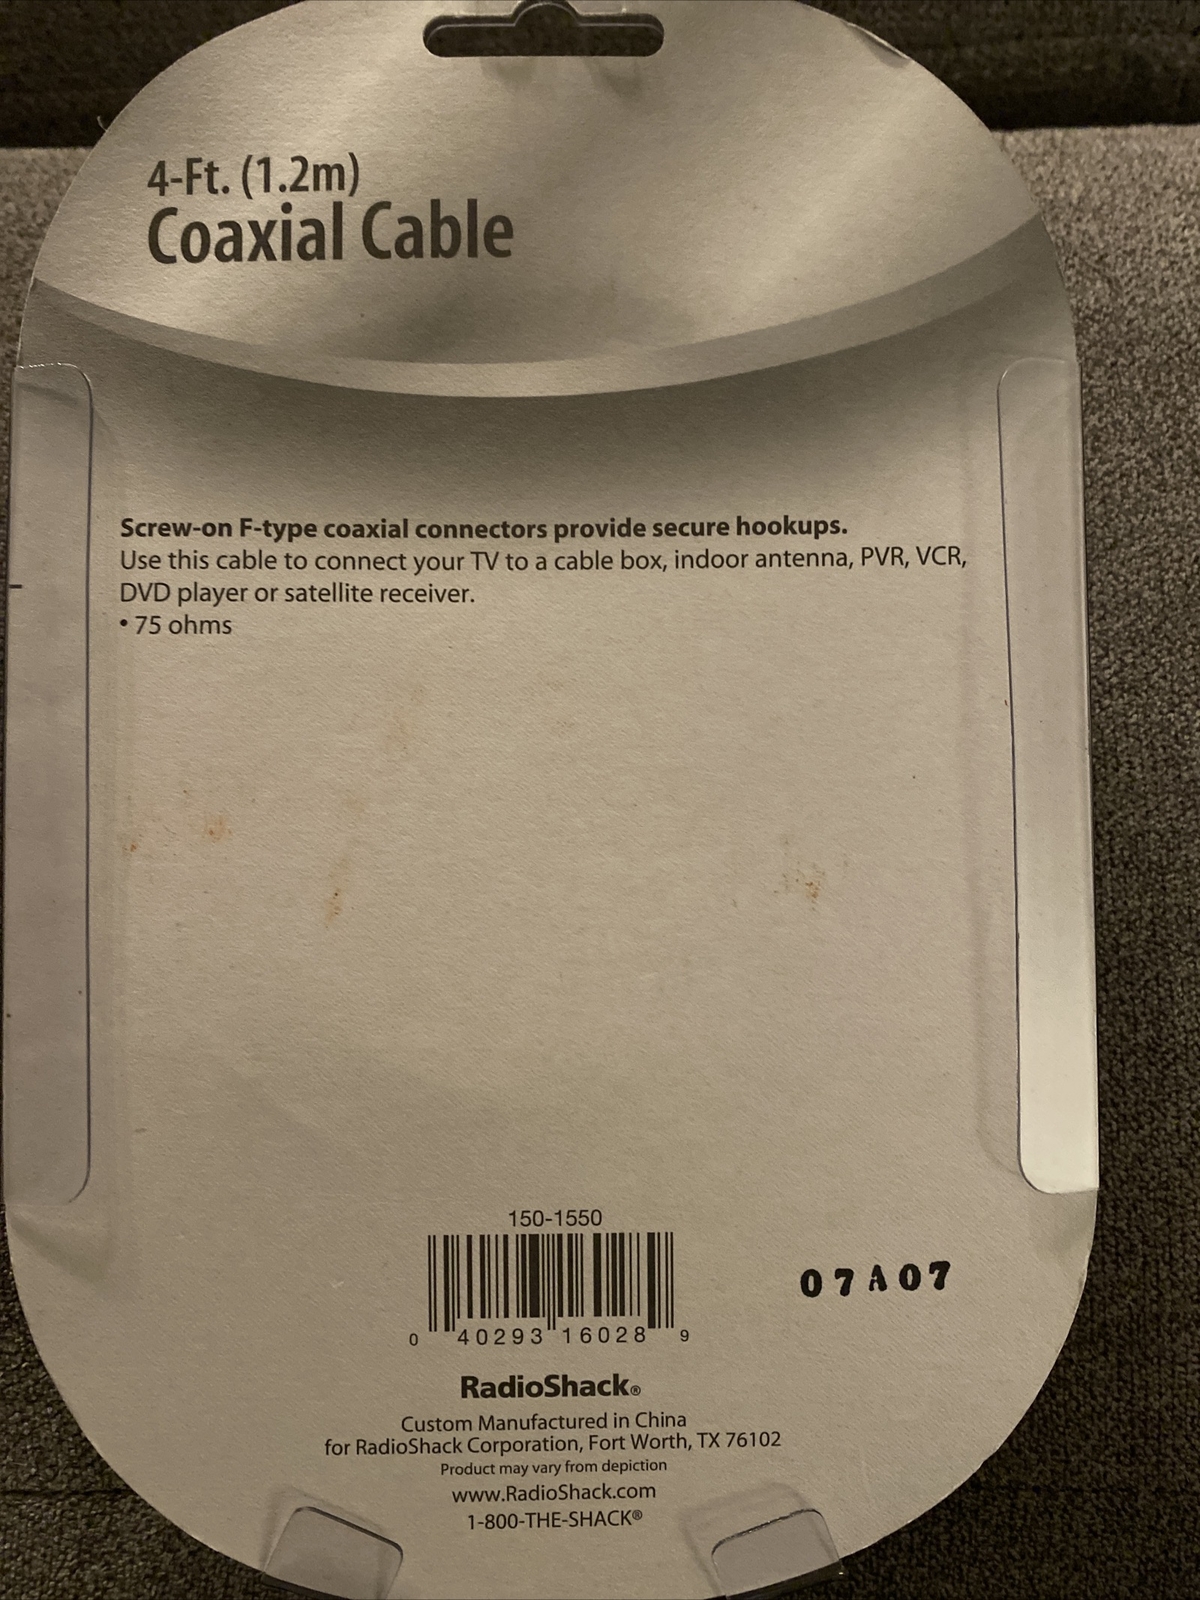 4-Ft. (1.2m)
Coaxial Cable
Screw-on F-type coaxial connectors provide secure hookups.
Use this cable to connect your TV to a cable box, indoor antenna, PVR, VCR,
DVD player or satellite receiver.
• 75 ohms
150-1550
0 40293 16028 9
07A07
RadioShack®
Custom Manufactured in China
for RadioShack Corporation, Fort Worth, TX 76102
Product may vary from depiction
www.RadioShack.com
1-800-THE-SHACK®